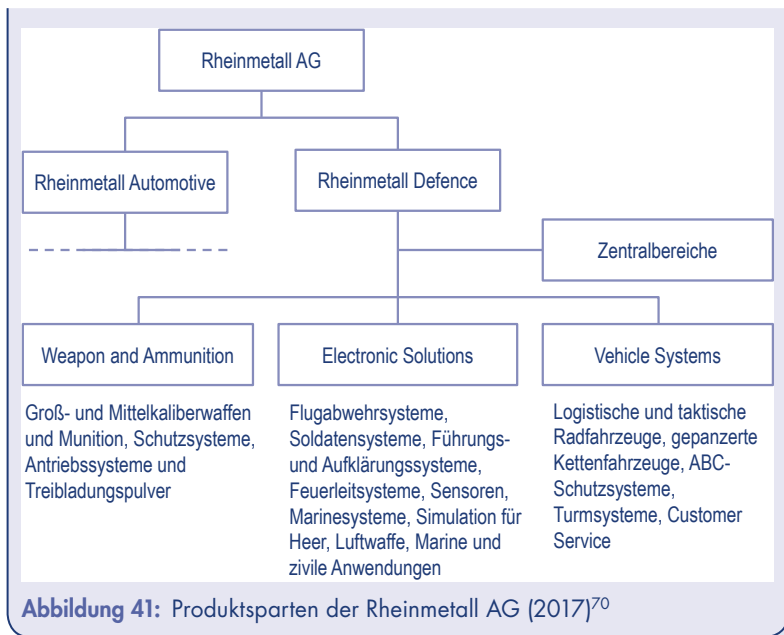 Rheinmetall AG
Rheinmetall Automotive
Rheinmetall Defence
Zentralbereiche
Weapon and Ammunition
Electronic Solutions
Vehicle Systems
Groß- und Mittelkaliberwaffen
und Munition, Schutzsysteme,
Antriebssysteme und
Treibladungspulver
Flugabwehrsysteme,
Soldatensysteme, Führungs-
und Aufklärungssysteme,
Feuerleitsysteme, Sensoren,
Marinesysteme, Simulation für
Heer, Luftwaffe, Marine und
zivile Anwendungen
Logistische und taktische
Radfahrzeuge, gepanzerte
Kettenfahrzeuge, ABC-
Schutzsysteme,
Turmsysteme, Customer
Service
Abbildung 41: Produktsparten der Rheinmetall AG (2017)70